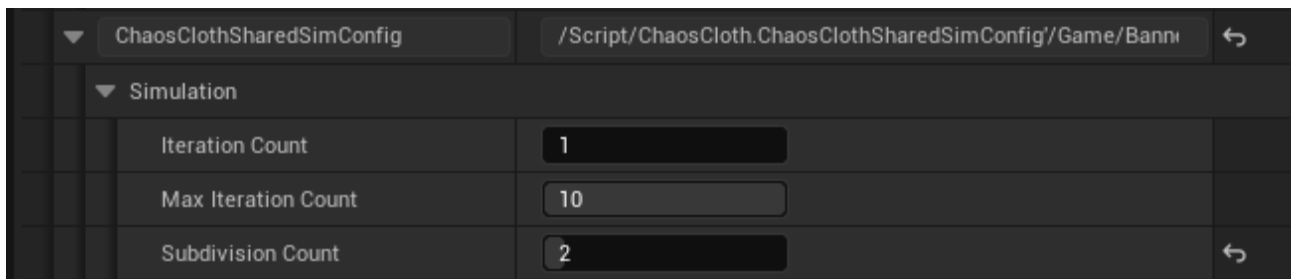 ChaosClothSharedSimConfig /Script/ChaosCloth.ChaosClothSharedSimConfig'/Game/Bann
Simulation
Iteration Count 1
Max Iteration Count 10
Subdivision Count 2